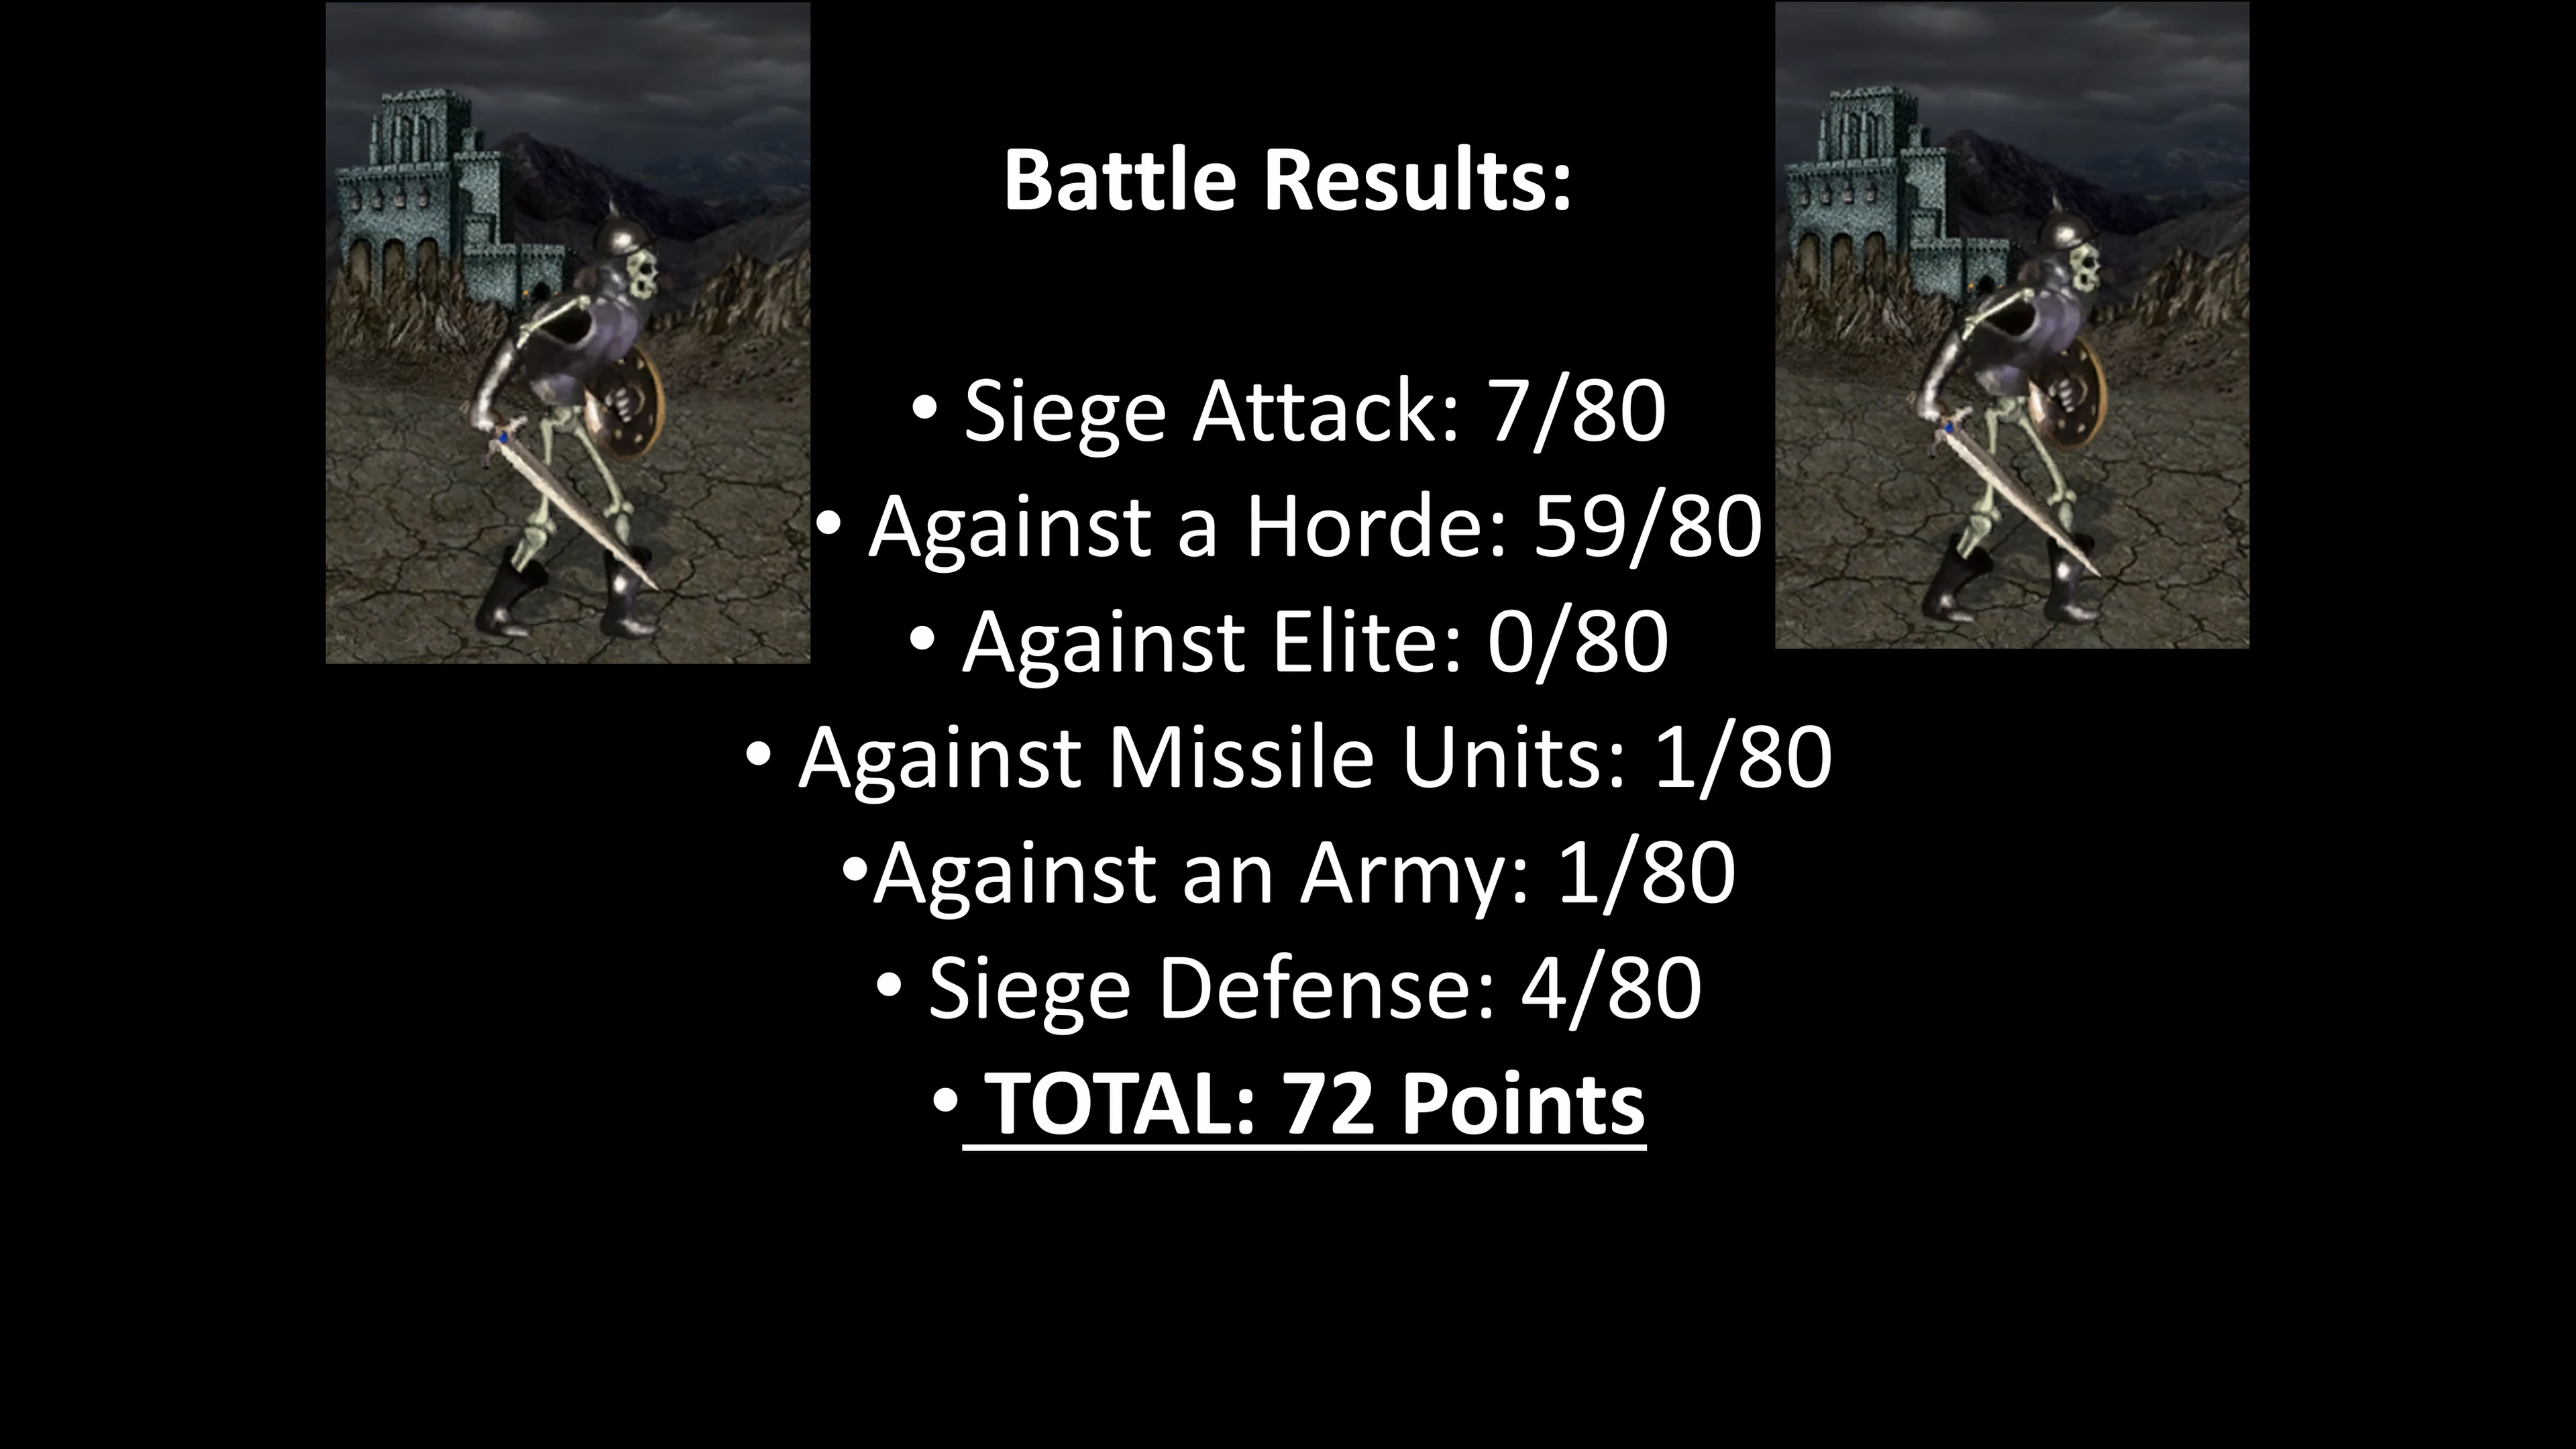 Battle Results:
• Siege Attack: 7/80
• Against a Horde: 59/80
• Against Elite: 0/80
• Against Missile Units: 1/80
•Against an Army: 1/80
• Siege Defense: 4/80
• TOTAL: 72 Points